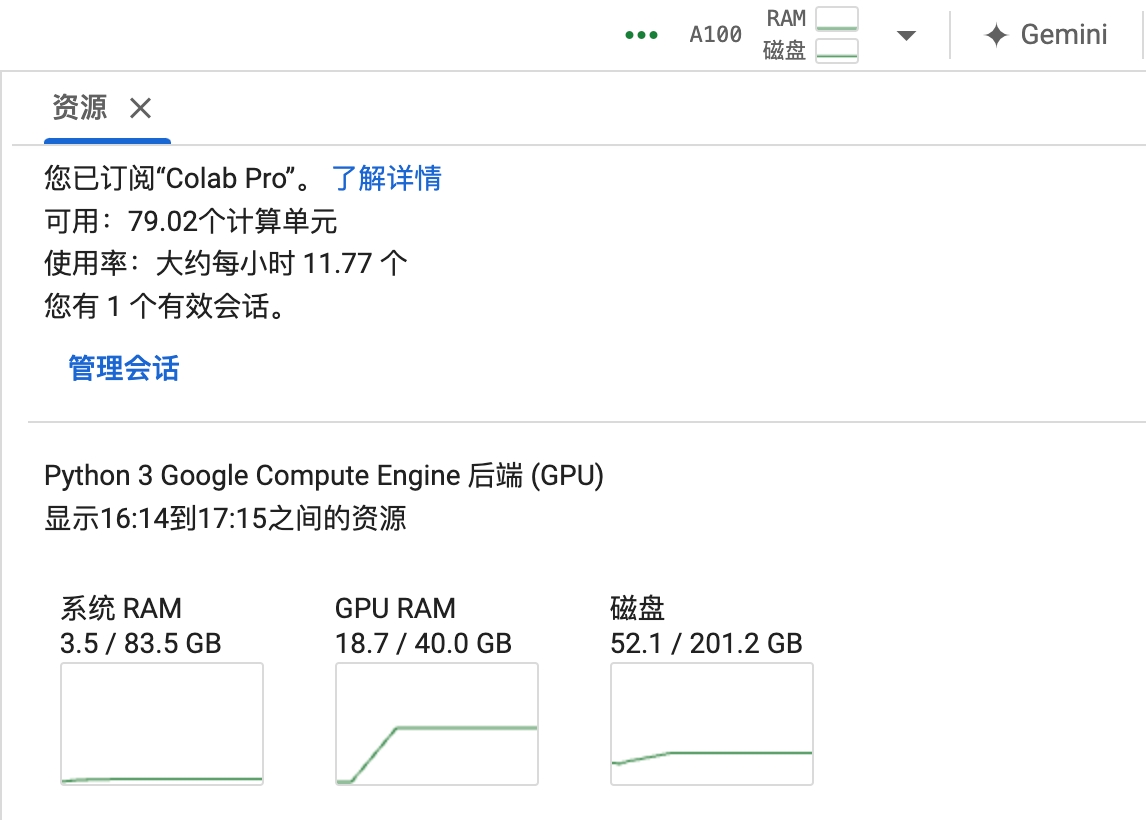 A100
RAM
磁盘
Gemini
资源
您已订阅“Colab Pro”。 了解详情
可用：79.02个计算单元
使用率：大约每小时 11.77 个
您有 1 个有效会话。
管理会话
Python 3 Google Compute Engine 后端 (GPU)
显示16:14到17:15之间的资源
系统 RAM
3.5 / 83.5 GB
GPU RAM
18.7 / 40.0 GB
磁盘
52.1 / 201.2 GB